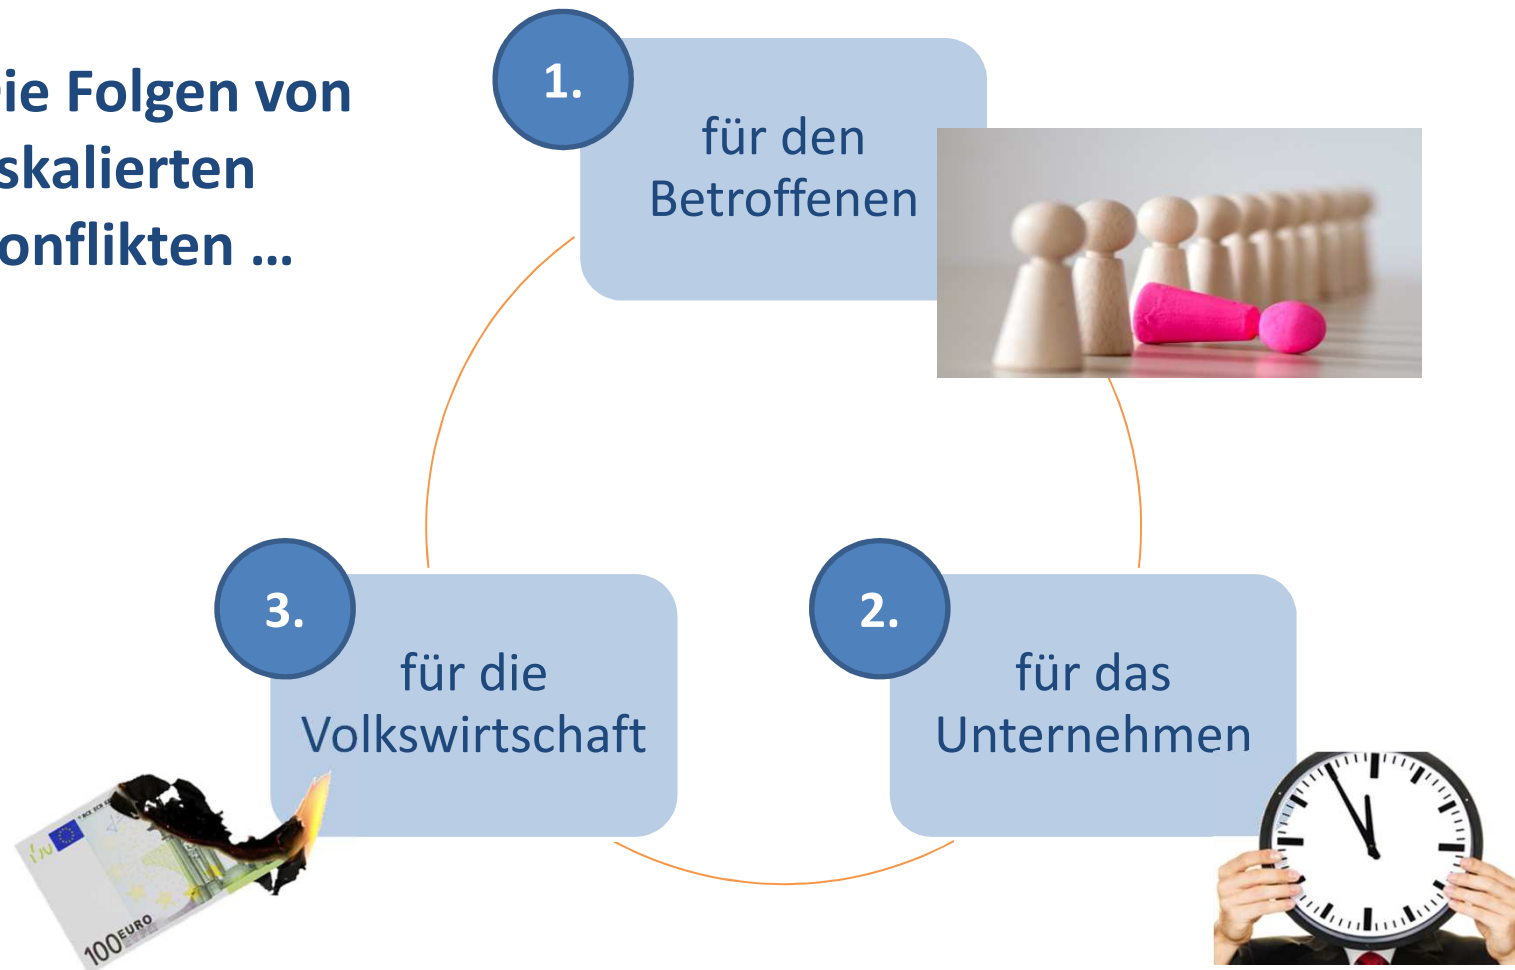 ie Folgen von
skalierten
onflikten ...
1.
für den
Betroffenen
3.
für die
Volkswirtschaft
2.
für das
Unternehmen
100 EURO